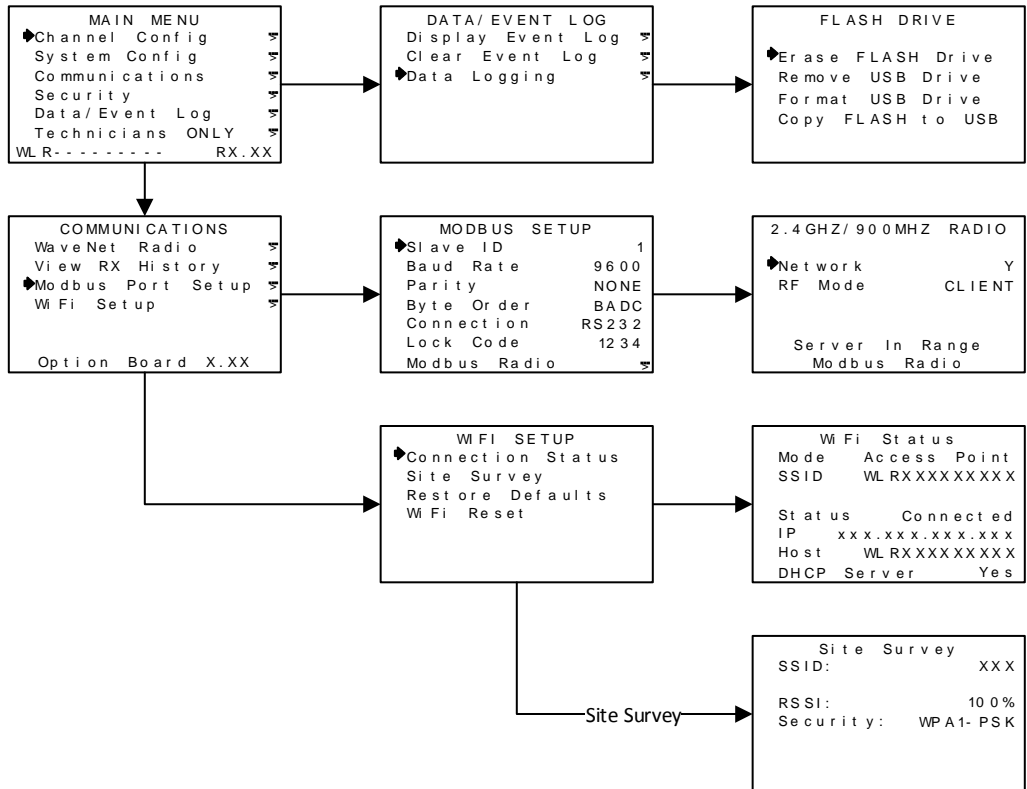 MAIN MENU
Channel Config
System Config
Communications
Security
Data/Event Log
Technicians ONLY
WLR--------- RX.XX
DATA/EVENT LOG
Display Event Log
Clear Event Log
Data Logging
FLASH DRIVE
Erase FLASH Drive
Remove USB Drive
Format USB Drive
Copy FLASH to USB
COMMUNICATIONS
WaveNet Radio
View RX History
Modbus Port Setup
WiFi Setup
Option Board X.XX
MODBUS SETUP
Slave ID 1
Baud Rate 9600
Parity NONE
Byte Order BADC
Connection RS232
Lock Code 1234
Modbus Radio
2.4GHZ/900MHZ RADIO
Network Y
RF Mode CLIENT
Server In Range
Modbus Radio
WIFI SETUP
Connection Status
Site Survey
Restore Defaults
WiFi Reset
WiFi Status
Mode Access Point
SSID WLRXXXXXXXXX
Status Connected
IP xxx.xxx.xxx.xxx
Host WLRXXXXXXXXX
DHCP Server Yes
Site Survey
Site Survey
SSID: XXX
RSSI: 100%
Security: WPA1-PSK